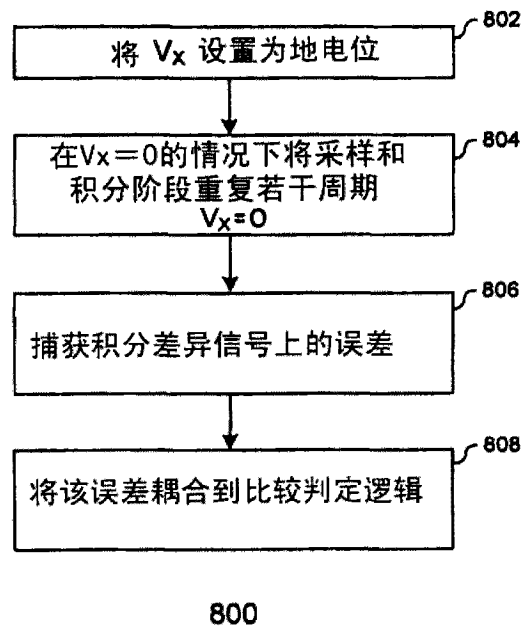 802
将 Vx 设置为地电位
804
在Vx=0的情况下将采样和
积分阶段重复若干周期
Vx=0
806
捕获积分差异信号上的误差
808
将该误差耦合到比较判定逻辑
800